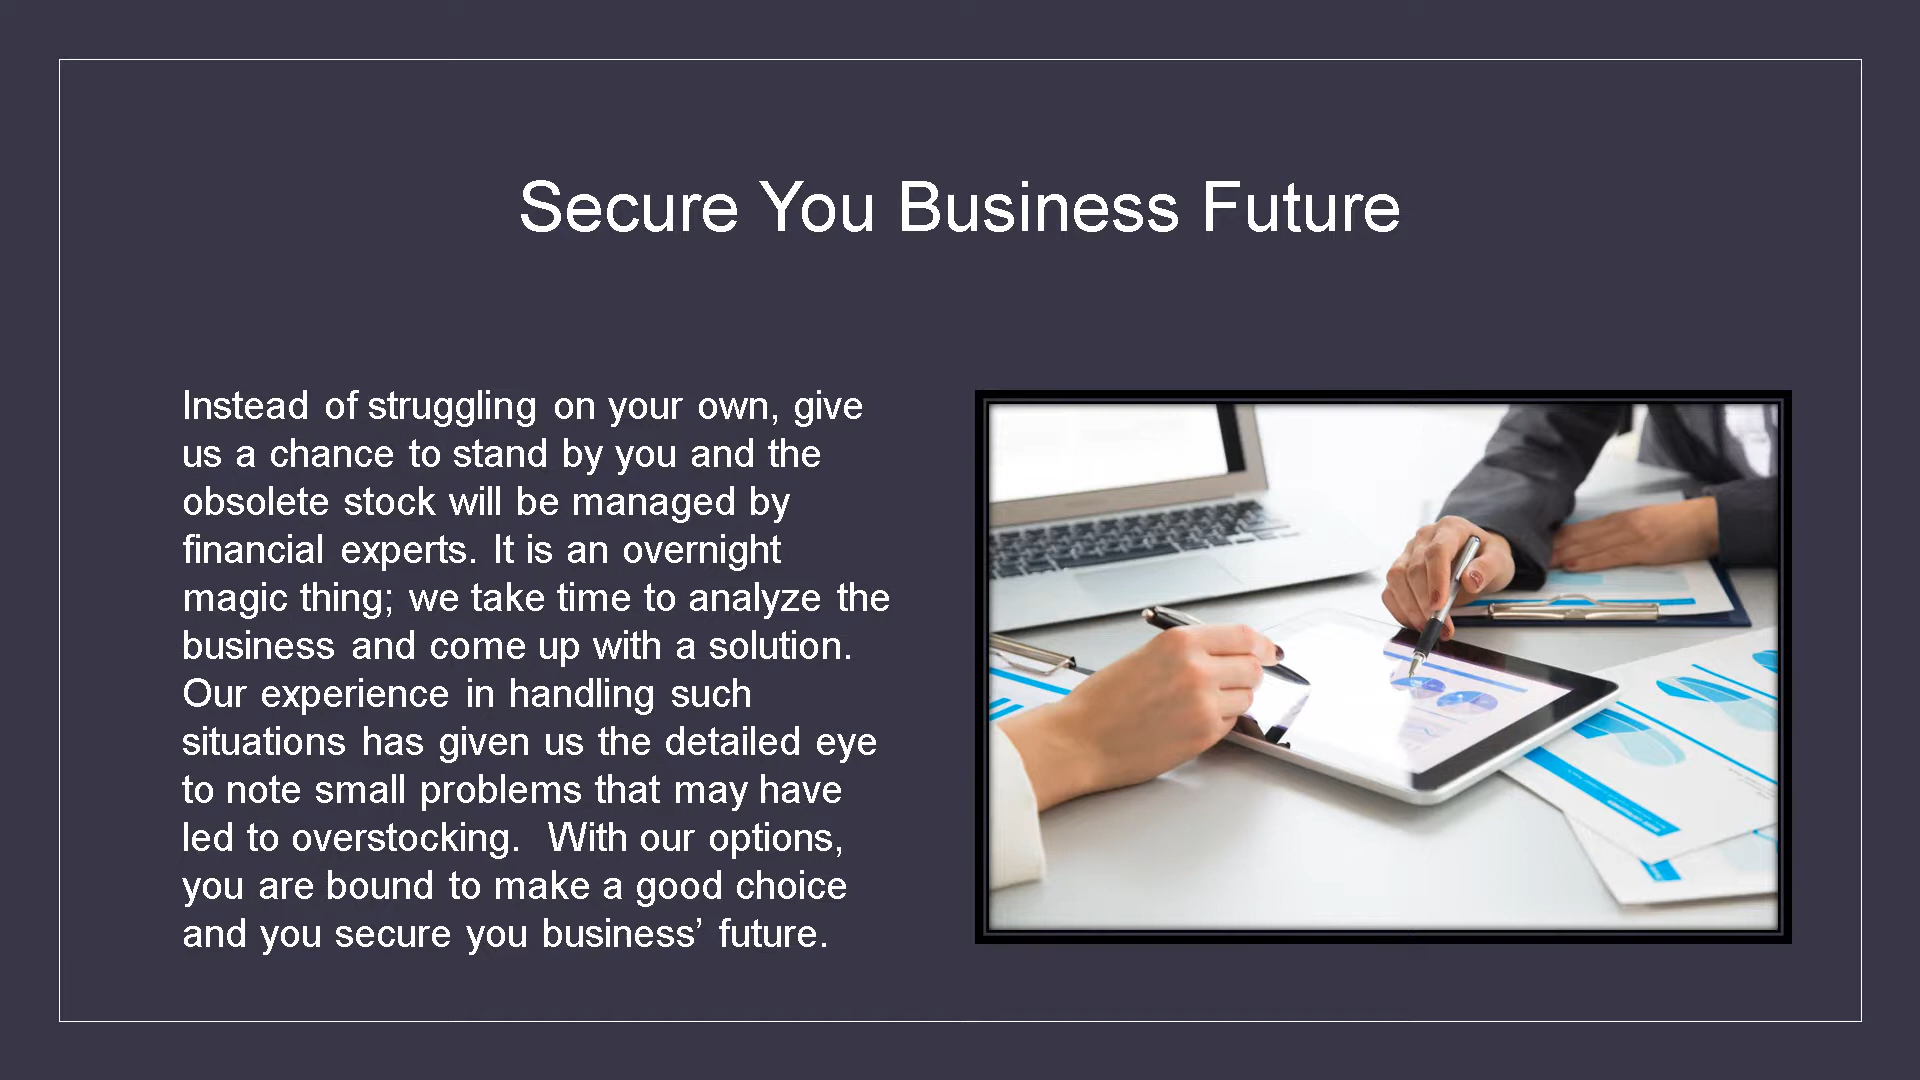 Secure You Business Future
Instead of struggling on your own, give
us a chance to stand by you and the
obsolete stock will be managed by
financial experts. It is an overnight
magic thing; we take time to analyze the
business and come up with a solution.
Our experience in handling such
situations has given us the detailed eye
to note small problems that may have
led to overstocking.  With our options,
you are bound to make a good choice
and you secure you business’ future.